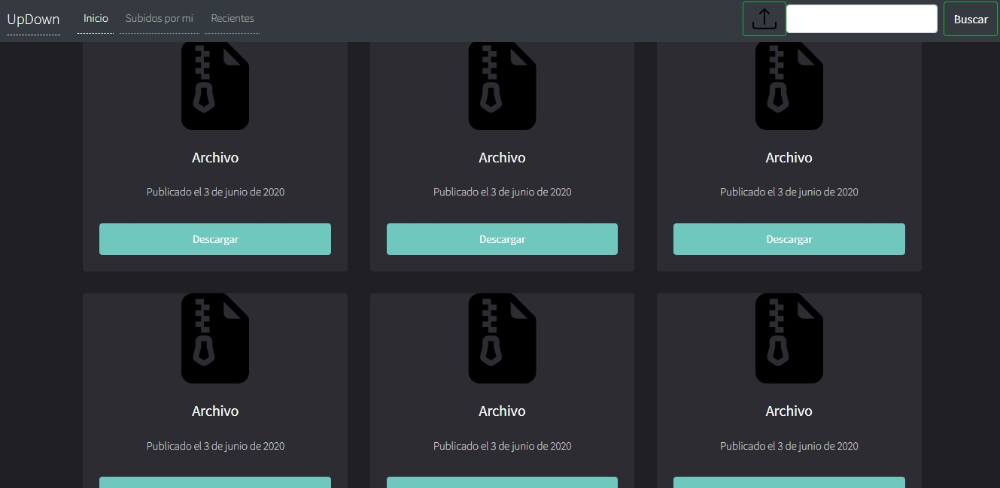 UpDown Inicio Subidos por mi Recientes Buscar
Archivo Archivo Archivo
Publicado el 3 de junio de 2020 Publicado el 3 de junio de 2020 Publicado el 3 de junio de 2020
Descargar Descargar Descargar
Archivo Archivo Archivo
Publicado el 3 de junio de 2020 Publicado el 3 de junio de 2020 Publicado el 3 de junio de 2020